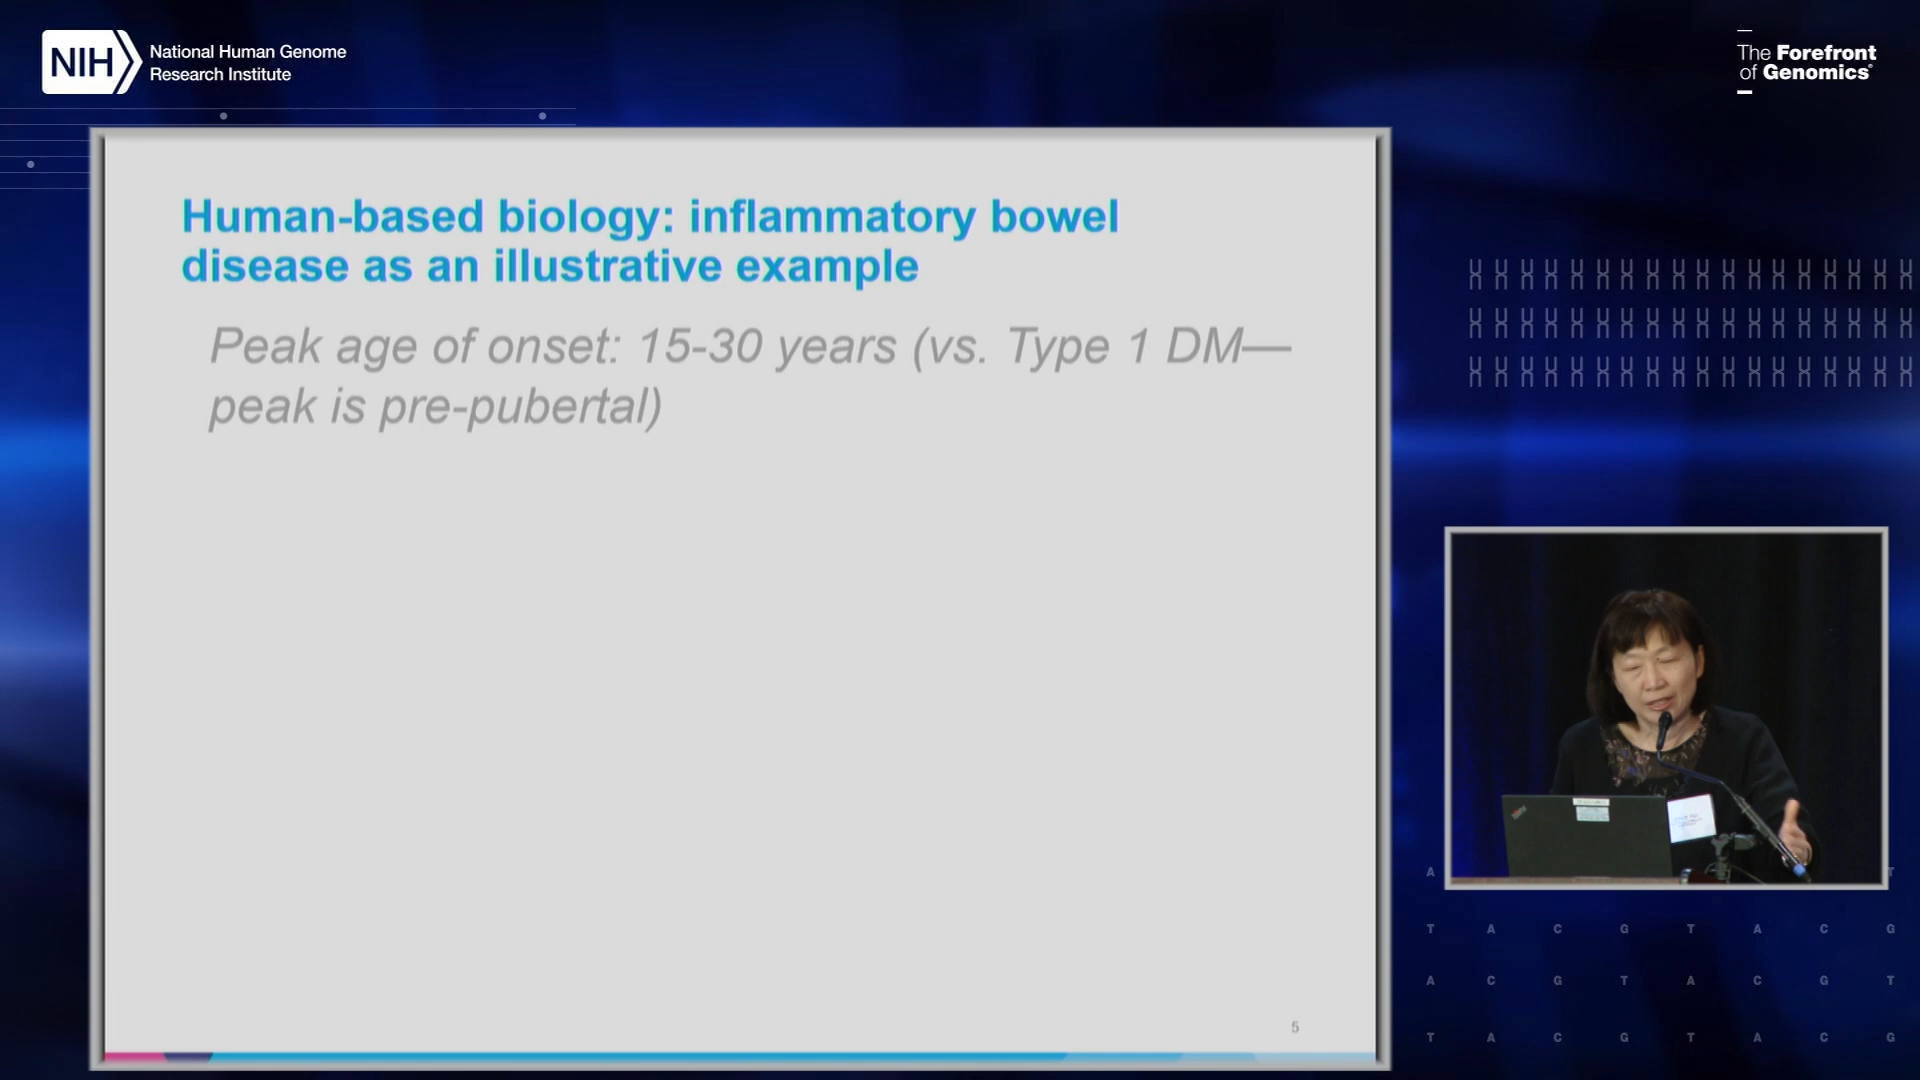 NIH
National Human Genome
Research Institute
The Forefront
of Genomics®
Human-based biology: inflammatory bowel
disease as an illustrative example
Peak age of onset: 15-30 years (vs. Type 1 DM—
peak is pre-pubertal)
5
A T
T A C G T A C G
A C G T A C G T
T A C G T A C G